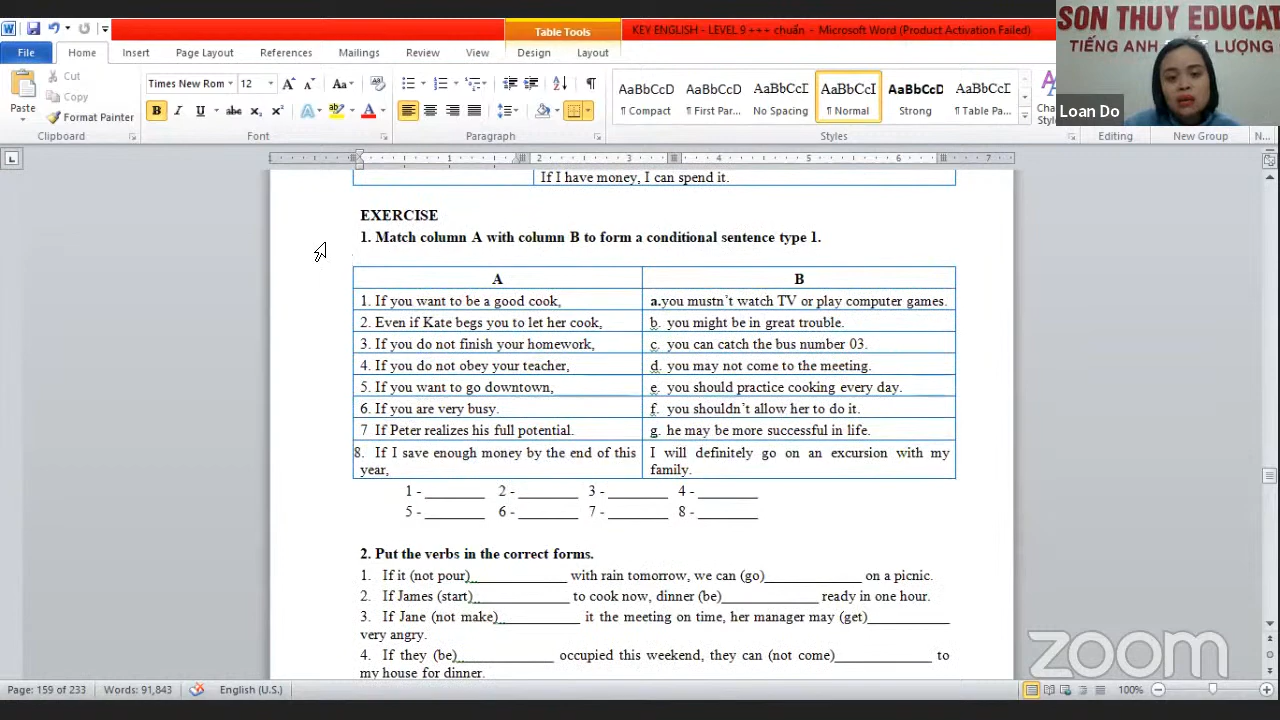 Table Tools
KEY ENGLISH - LEVEL 9 +++ chuẩn - Microsoft Word (Product Activation Failed)
SON THUY EDUCAT
File Home Insert Page Layout References Mailings Review View Design Layout
Cut
Copy
Paste
Format Painter
Times New Rom 12
AaBbCcD AaBbCcD AaBbCcI AaBbCcI AaBbCcD AaBbCcI
¶ Compact ¶ First Par... No Spacing ¶ Normal Strong ¶ Table Pa...
Clipboard Font Paragraph Styles Editing New Group N...
Loan Do
If I have money, I can spend it.
EXERCISE
1. Match column A with column B to form a conditional sentence type 1.
A B
1. If you want to be a good cook, a.you mustn't watch TV or play computer games.
2. Even if Kate begs you to let her cook, b. you might be in great trouble.
3. If you do not finish your homework, c. you can catch the bus number 03.
4. If you do not obey your teacher, d. you may not come to the meeting.
5. If you want to go downtown, e. you should practice cooking every day.
6. If you are very busy. f. you shouldn't allow her to do it.
7 If Peter realizes his full potential. g. he may be more successful in life.
8. If I save enough money by the end of this year, I will definitely go on an excursion with my family.
1 - _______ 2 - _______ 3 - _______ 4 - _______
5 - _______ 6 - _______ 7 - _______ 8 - _______
2. Put the verbs in the correct forms.
1. If it (not pour)_____________ with rain tomorrow, we can (go)_____________ on a picnic.
2. If James (start)_____________ to cook now, dinner (be)_____________ ready in one hour.
3. If Jane (not make)___________ it the meeting on time, her manager may (get)___________
very angry.
4. If they (be)_____________ occupied this weekend, they can (not come)_____________ to
my house for dinner.
zoom
Page: 159 of 233 Words: 91,843 English (U.S.) 100%